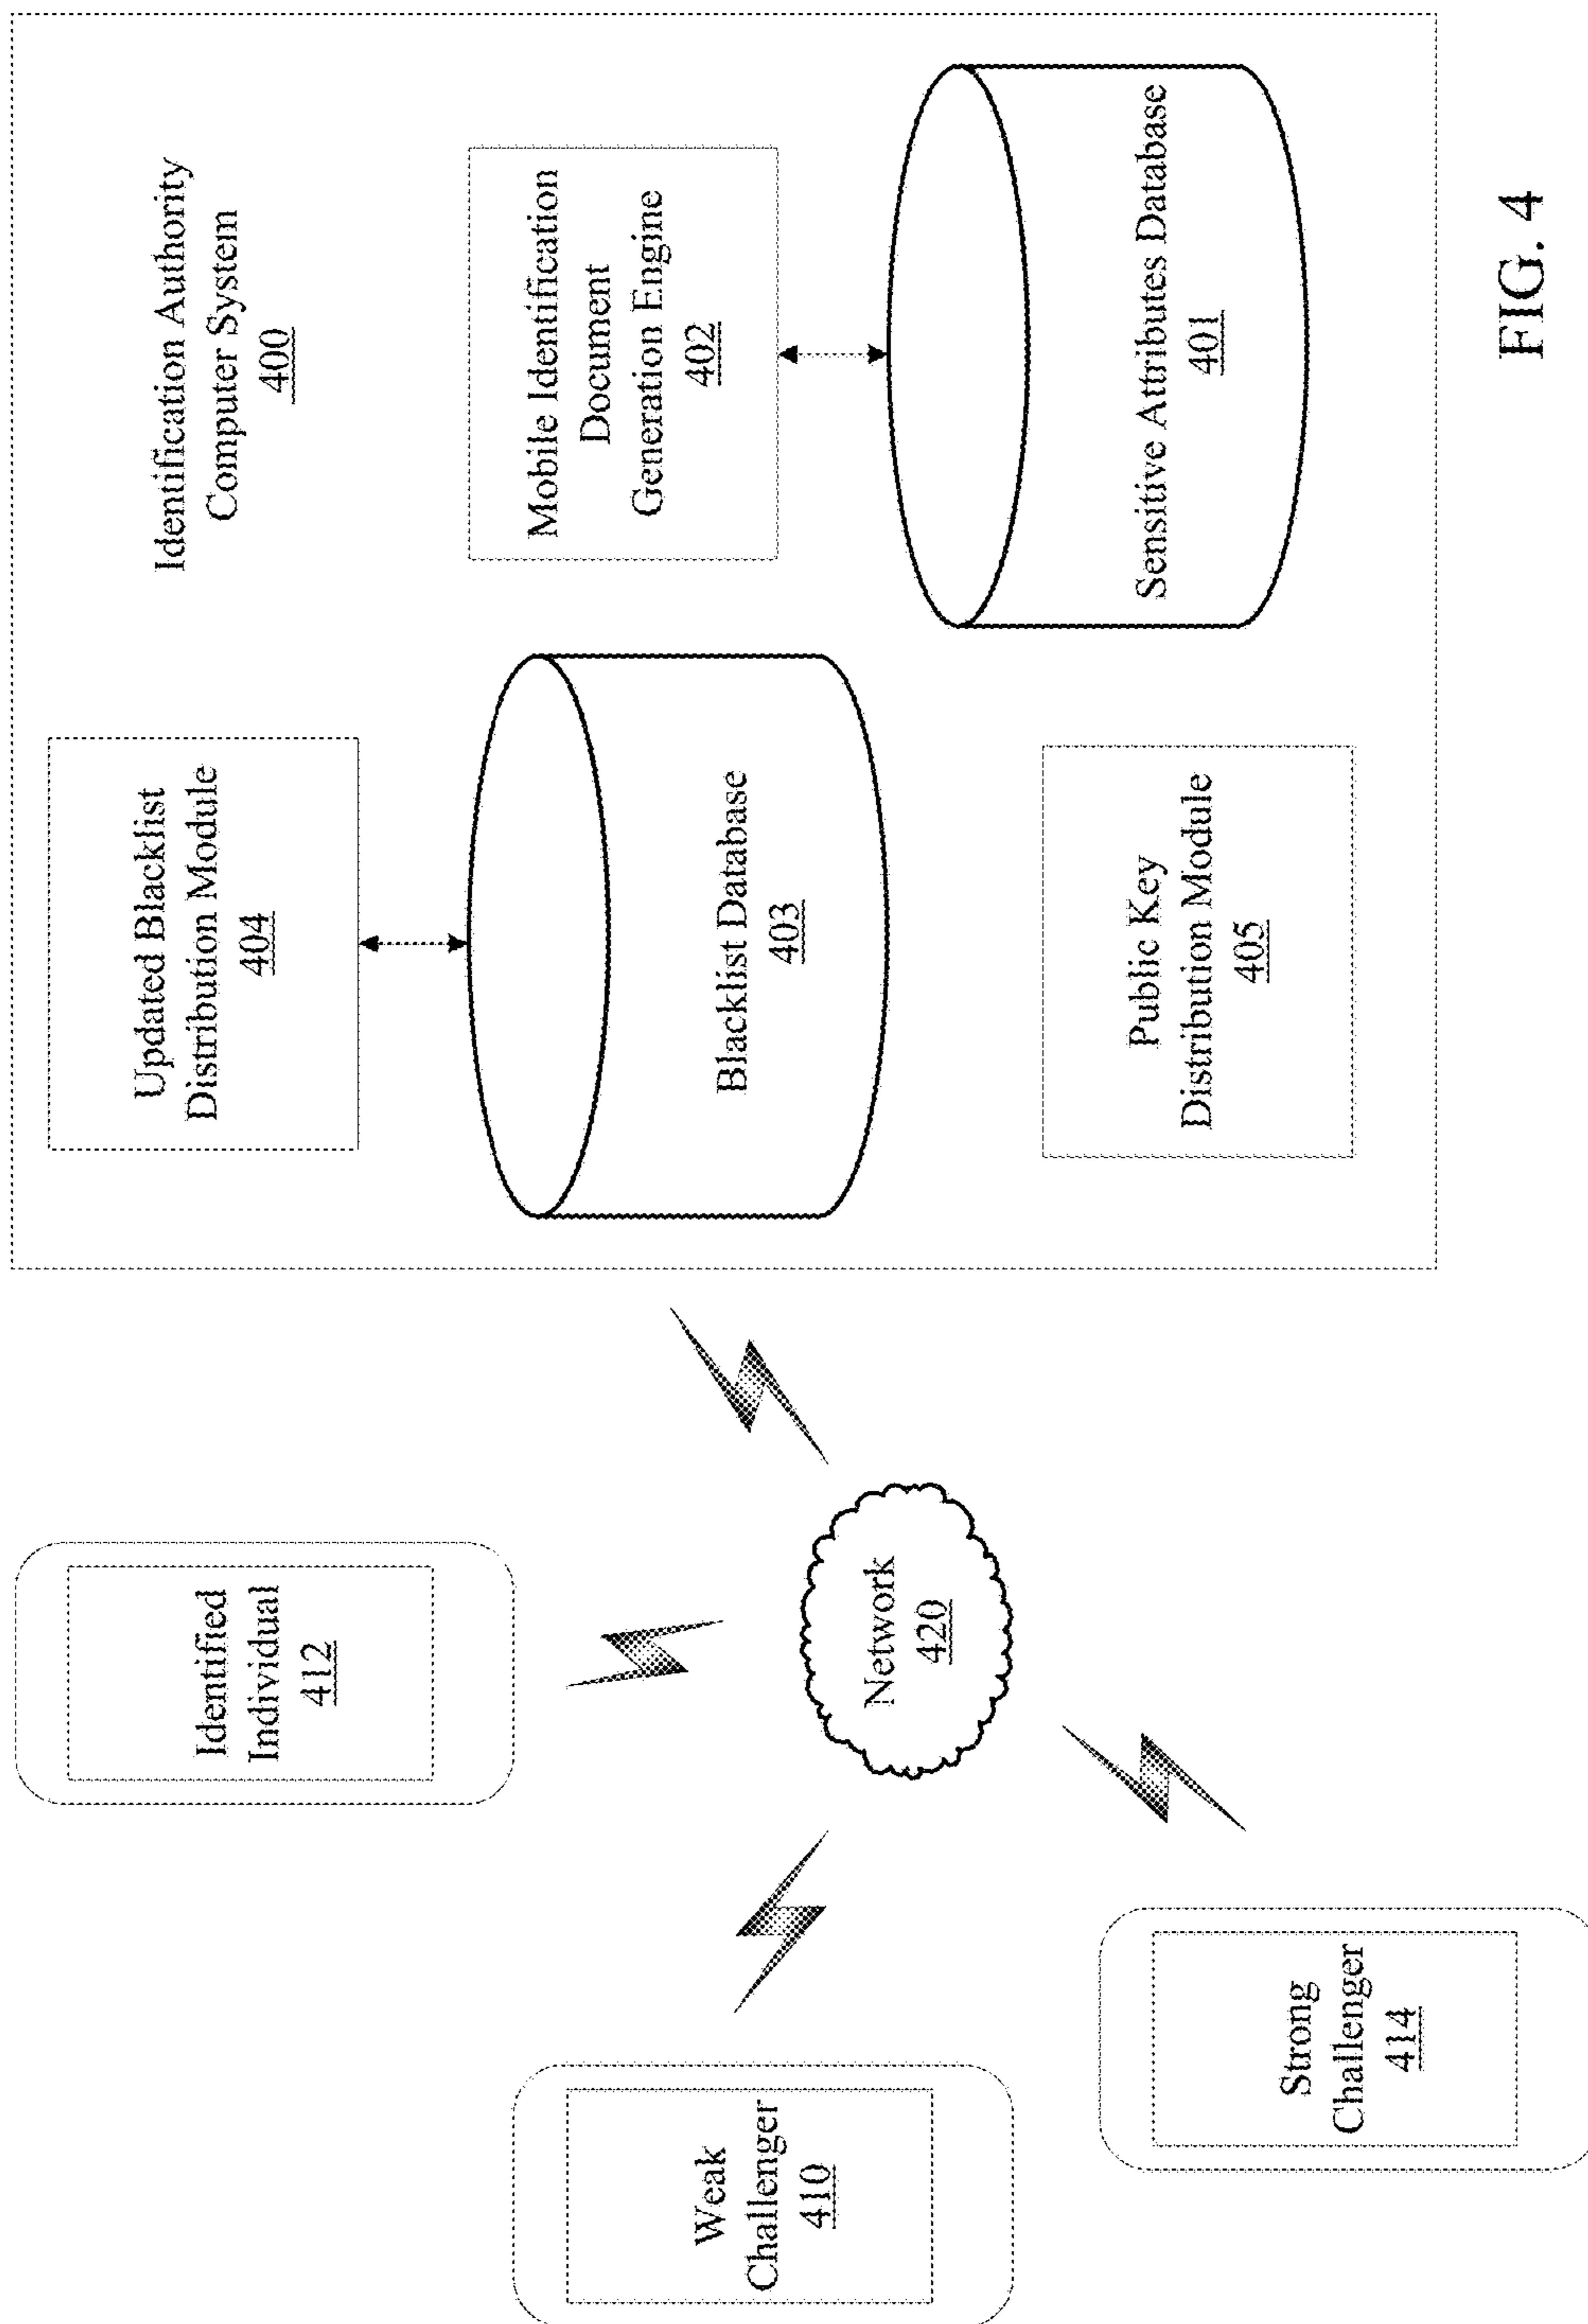 Identification Authority
Computer System
400
Updated Blacklist
Distribution Module
404
Mobile Identification
Document
Generation Engine
402
Blacklist Database
403
Sensitive Attributes Database
401
Public Key
Distribution Module
405
Identified
Individual
412
Network
420
Weak
Challenger
410
Strong
Challenger
414
FIG. 4